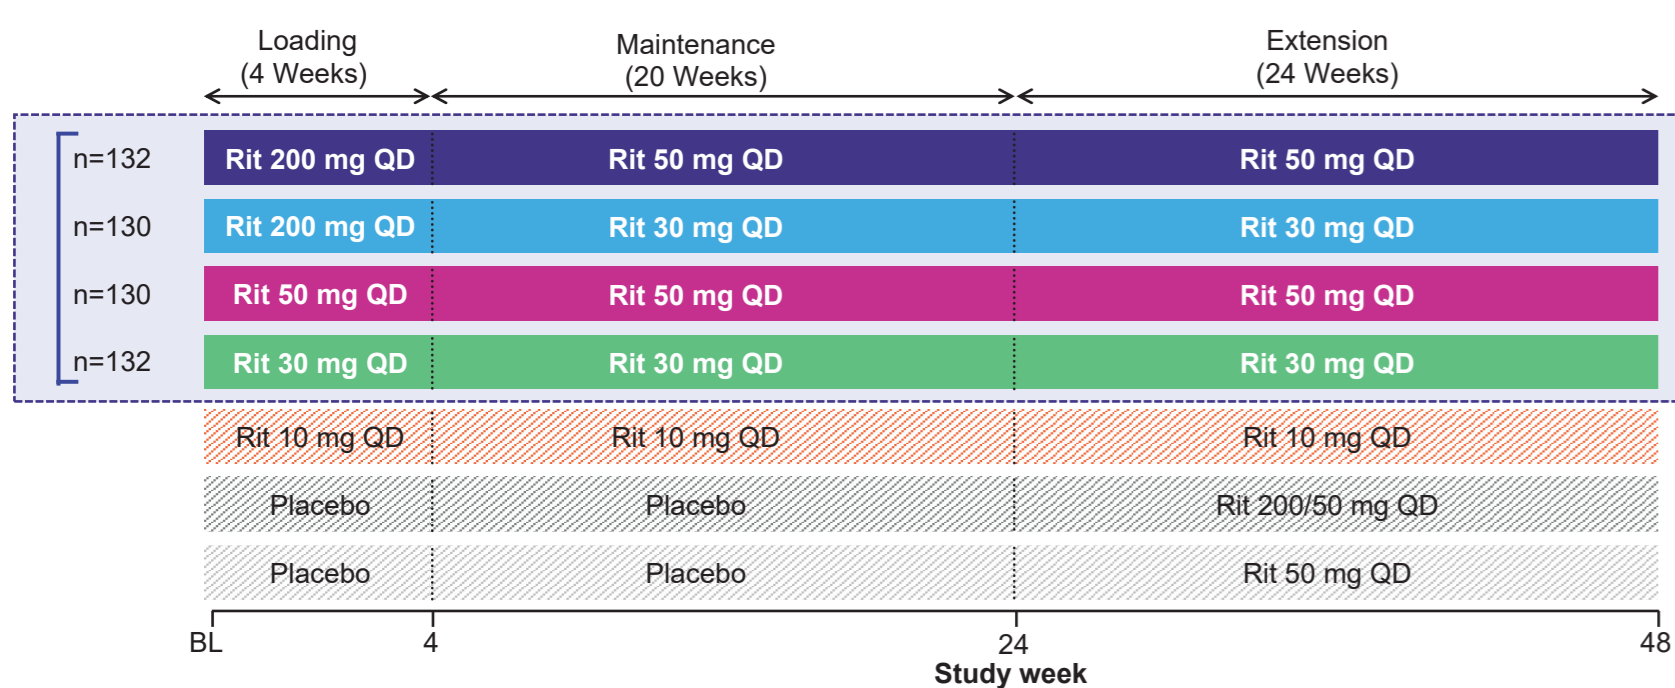 Loading
(4 Weeks)
Maintenance
(20 Weeks)
Extension
(24 Weeks)
n=132 Rit 200 mg QD Rit 50 mg QD Rit 50 mg QD
n=130 Rit 200 mg QD Rit 30 mg QD Rit 30 mg QD
n=130 Rit 50 mg QD Rit 50 mg QD Rit 50 mg QD
n=132 Rit 30 mg QD Rit 30 mg QD Rit 30 mg QD
Rit 10 mg QD Rit 10 mg QD Rit 10 mg QD
Placebo Placebo Rit 200/50 mg QD
Placebo Placebo Rit 50 mg QD
BL 4 24 48
Study week